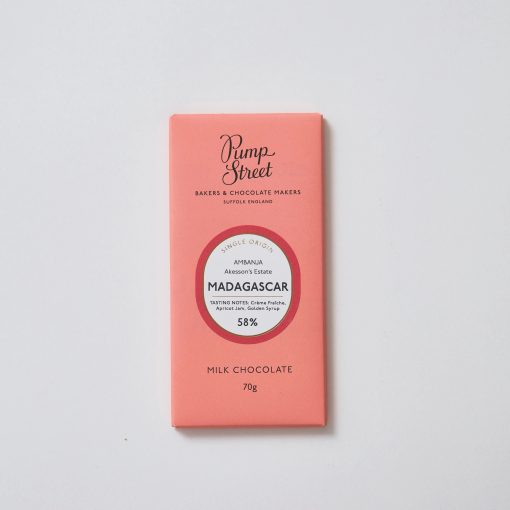 Pump
Street
BAKERS & CHOCOLATE MAKERS
SUFFOLK ENGLAND
SINGLE ORIGIN
AMBANJA
Akesson's Estate
MADAGASCAR
TASTING NOTES: Crème Fraîche,
Apricot Jam, Golden Syrup
58%
MILK CHOCOLATE
70g